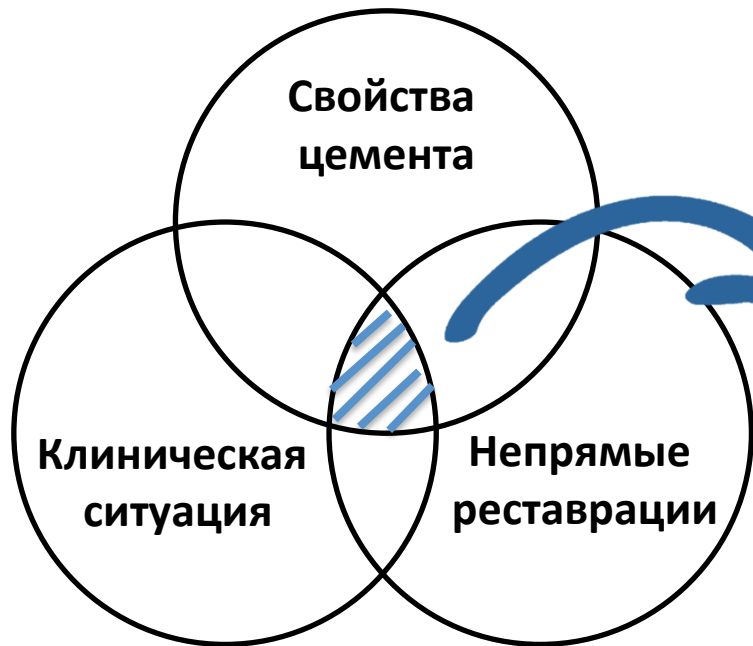 Свойства
цемента
Клиническая
ситуация
Непрямые
реставрации